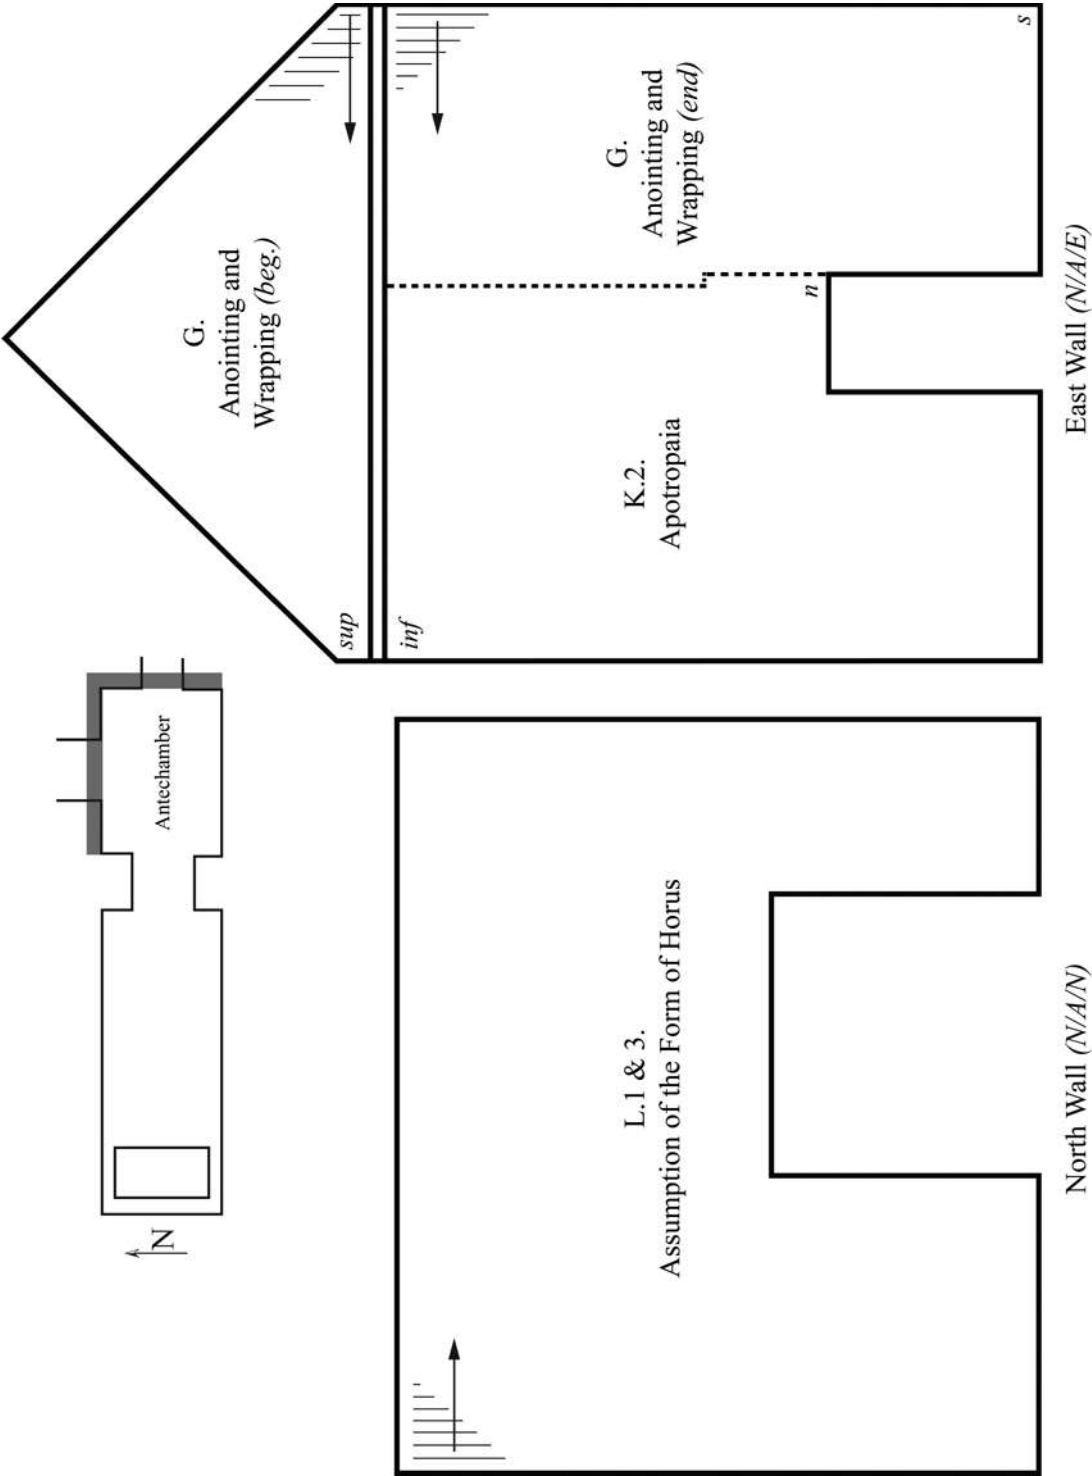 N
Antechamber
L.1 & 3.
Assumption of the Form of Horus
North Wall (N/A/N)
G.
Anointing and
Wrapping (beg.)
sup
inf
K.2.
Apotropaia
G.
Anointing and
Wrapping (end)
n
s
East Wall (N/A/E)